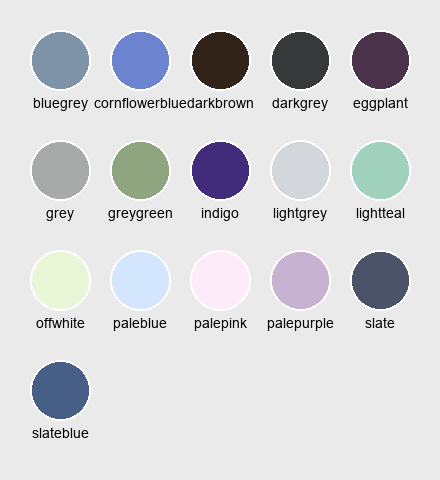 bluegrey cornflowerblue darkbrown darkgrey eggplant
grey greygreen indigo lightgrey lightteal
offwhite paleblue palepink palepurple slate
slateblue